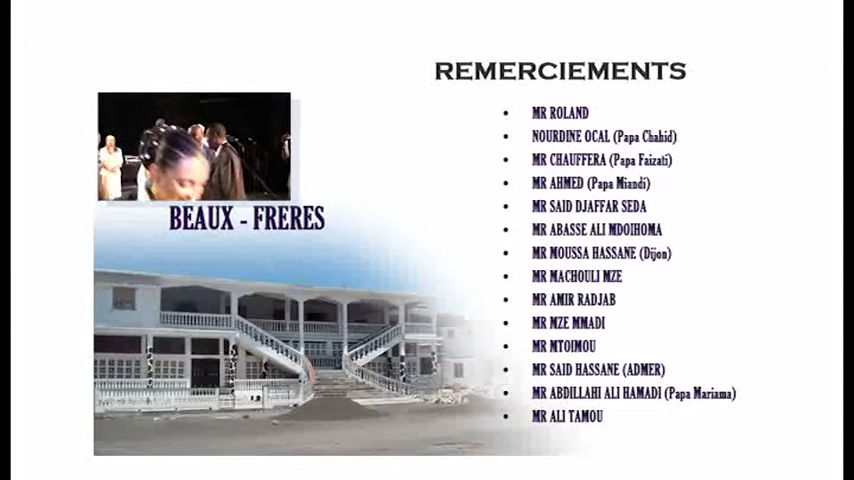 REMERCIEMENTS
BEAUX - FRERES
• MR ROLAND
• NOURDINE OCAL (Papa Chahid)
• MR CHAUFFERA (Papa Faizati)
• MR AHMED (Papa Miandi)
• MR SAID DJAFFAR SEDA
• MR ABASSE ALI MDOIHOMA
• MR MOUSSA HASSANE (Dijon)
• MR MACHOULI MZE
• MR AMIR RADJAB
• MR MZE MMADI
• MR MTOIMOU
• MR SAID HASSANE (ADMER)
• MR ABDILLAHI ALI HAMADI (Papa Mariama)
• MR ALI TAMOU